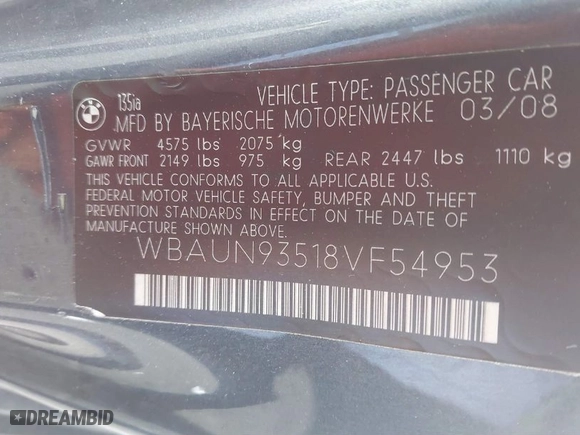 BMW
135ia
VEHICLE TYPE: PASSENGER CAR
MFD BY BAYERISCHE MOTORENWERKE 03/08
GVWR 4575 lbs 2075 kg
GAWR FRONT 2149 lbs 975 kg REAR 2447 lbs 1110 kg
THIS VEHICLE CONFORMS TO ALL APPLICABLE U.S.
FEDERAL MOTOR VEHICLE SAFETY, BUMPER AND THEFT
PREVENTION STANDARDS IN EFFECT ON THE DATE OF
MANUFACTURE SHOWN ABOVE.
WBAUN93518VF54953
DREAMBID